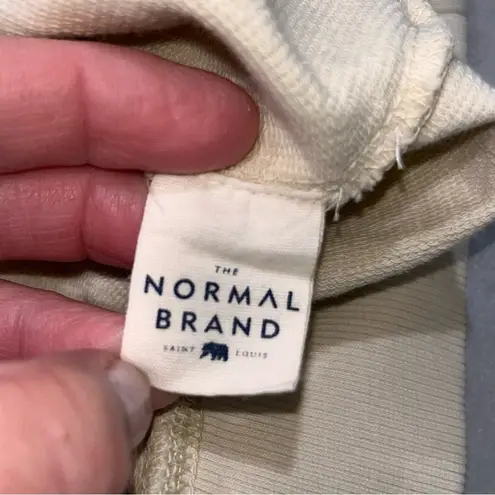 THE
NORMAL
BRAND
SAINT LOUIS